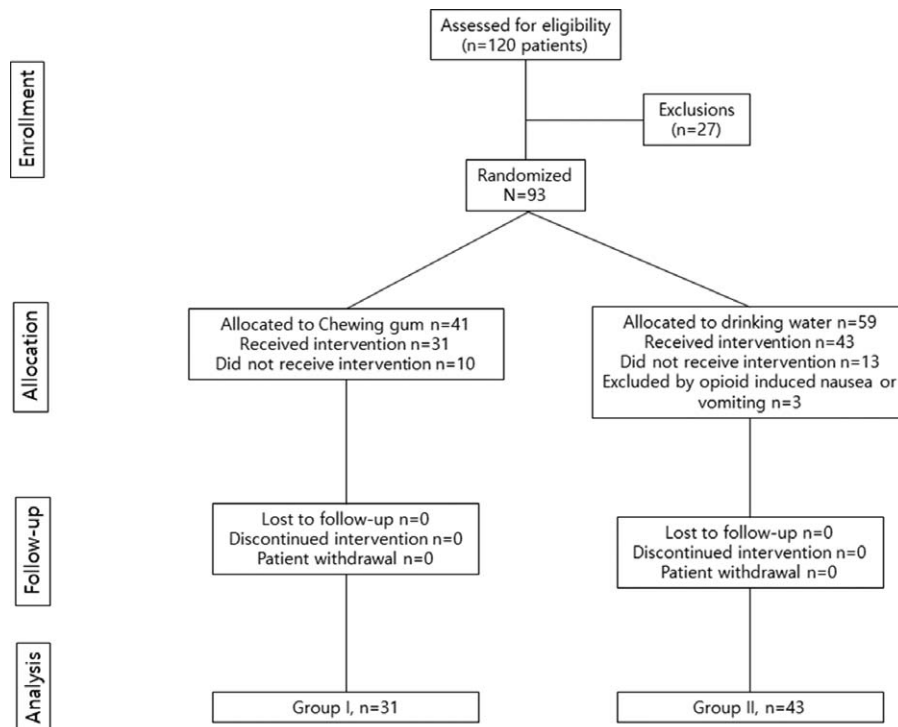 Enrollment
Assessed for eligibility
(n=120 patients)
Exclusions
(n=27)
Randomized
N=93
Allocation
Allocated to Chewing gum n=41
Received intervention n=31
Did not receive intervention n=10
Allocated to drinking water n=59
Received intervention n=43
Did not receive intervention n=13
Excluded by opioid induced nausea or
vomiting n=3
Follow-up
Lost to follow-up n=0
Discontinued intervention n=0
Patient withdrawal n=0
Lost to follow-up n=0
Discontinued intervention n=0
Patient withdrawal n=0
Analysis
Group I, n=31
Group II, n=43